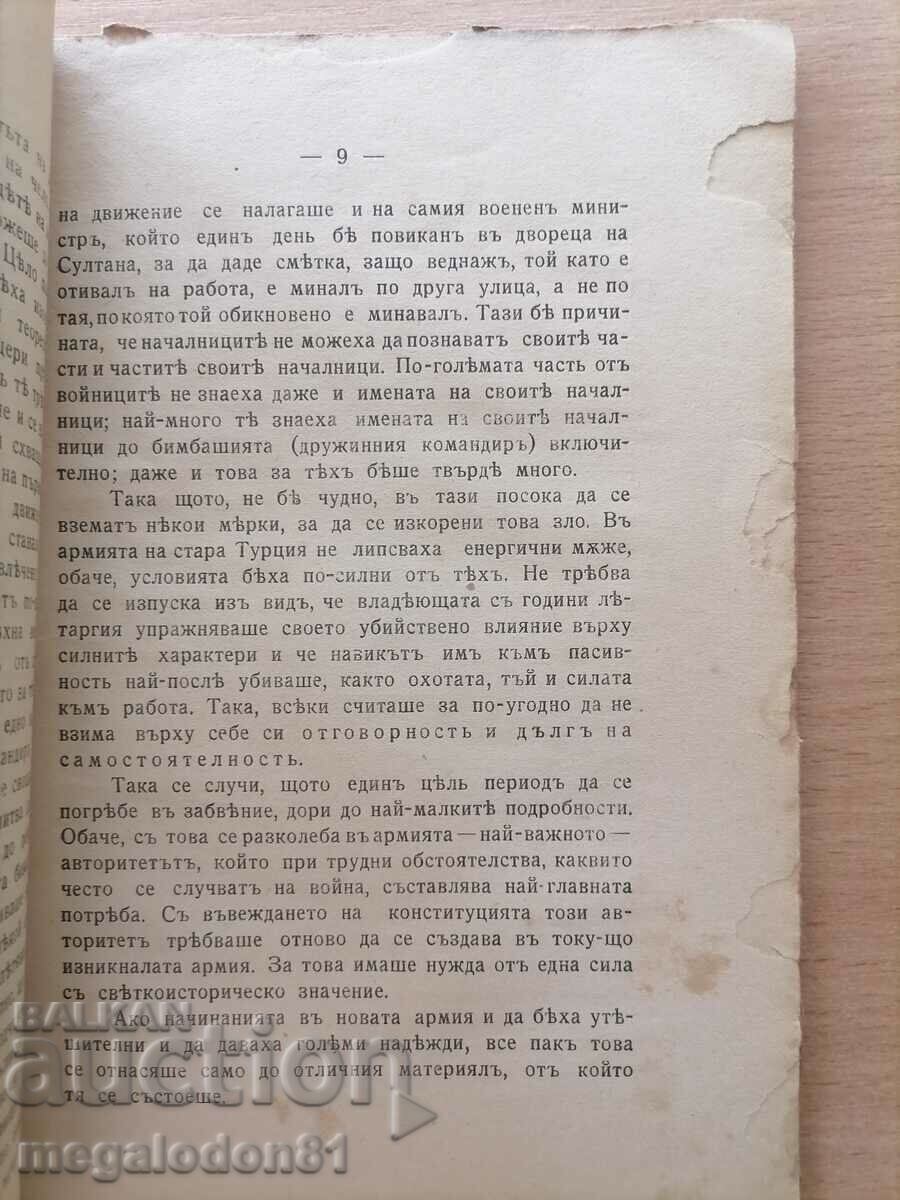 — 9 —
на движение се налагаше и на самия воененъ мини-
стръ, който единъ день бѣ повиканъ въ двореца на
Султана, за да даде смѣтка, защо веднажъ, той като е
отивалъ на работа, е миналъ по друга улица, а не по
тая, по която той обикновено е минавалъ. Тази бѣ причи-
ната, че началницитѣ не можеха да познаватъ своитѣ ча-
сти и частитѣ своитѣ началници. По-голѣмата часть отъ
войницитѣ не знаеха даже и имената на своитѣ начал-
ници; най-много тѣ знаеха имената на своитѣ начал-
ници до бимбашията (дружинния командиръ) включи-
телно; даже и това за тѣхъ бѣше твърдѣ много.
Така щото, не бѣ чудно, въ тази посока да се
взематъ нѣкои мѣрки, за да се изкорени това зло. Въ
армията на стара Турция не липсваха енергични мѫже,
обаче, условията бѣха по-силни отъ тѣхъ. Не трѣбва
да се изпуска изъ видъ, че владѣющата съ години лѣ-
таргия упражняваше своето убийствено влияние върху
силнитѣ характери и че навикътъ имъ къмъ пасив-
ность най-послѣ убиваше, както охотата, тъй и силата
къмъ работа. Така, всѣки считаше за по-угодно да не
взима върху себе си отговорность и дългъ на
самостоятелность.
Така се случи, щото единъ цѣлъ периодъ да се
погрѣбе въ забвѣние, дори до най-малкитѣ подробности.
Обаче, съ това се разколеба въ армията — най-важното —
авторитетътъ, който при трудни обстоятелства, каквито
често се случватъ на война, съставлява най-главната
потрѣба. Съ въвеждането на конституцията този ав-
торитетъ трѣбваше отново да се създава въ току-що
изникналата армия. За това имаше нужда отъ една сила
съ свѣткоисторическо значение.
Ако начинанията въ новата армия и да бѣха утѣ-
шителни и да даваха голѣми надѣжди, все пакъ това
се отнасяше само до отличния материялъ, отъ който
тя се състоеше.
BALKAN
auction
megalodon81